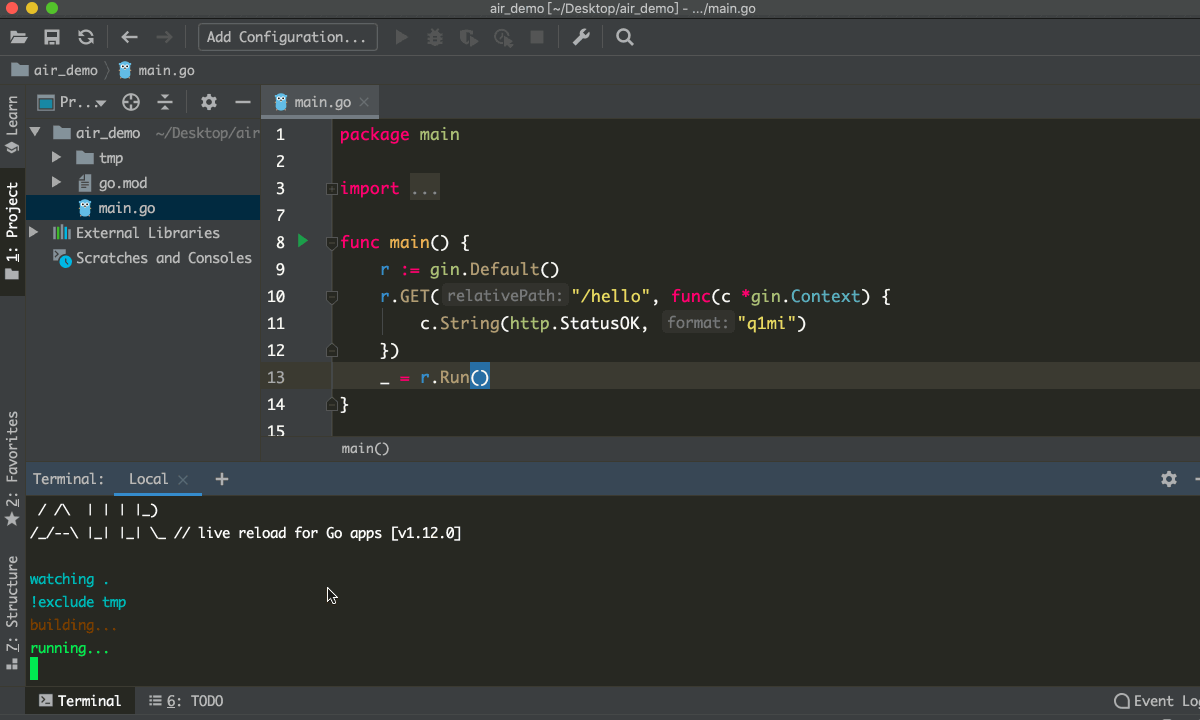 air_demo [~/Desktop/air_demo] - .../main.go
Add Configuration...
air_demo main.go
Learn
1: Project
2: Favorites
7: Structure
Pr...
air_demo ~/Desktop/air
tmp
go.mod
main.go
External Libraries
Scratches and Consoles
main.go
1 package main
2
3 import ...
7
8 func main() {
9 r := gin.Default()
10 r.GET( relativePath: "/hello", func(c *gin.Context) {
11 c.String(http.StatusOK, format: "q1mi")
12 })
13 _ = r.Run()
14 }
15
main()
Terminal: Local +
/ /\ | | | |_)
/_/--\ |_| |_| \_ // live reload for Go apps [v1.12.0]
watching .
!exclude tmp
building...
running...
Terminal 6: TODO Event Lo